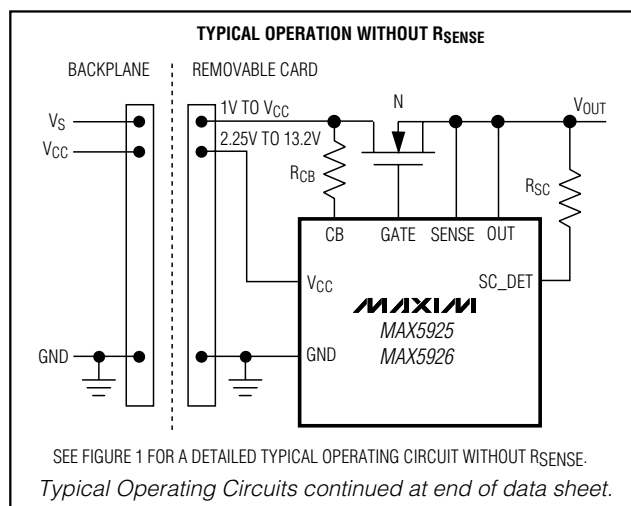 TYPICAL OPERATION WITHOUT RSENSE
BACKPLANE
REMOVABLE CARD
1V TO VCC
N
VOUT
VS
VCC
2.25V TO 13.2V
RCB
RSC
CB
GATE
SENSE
OUT
VCC
SC_DET
MAXIM
MAX5925
MAX5926
GND
GND
SEE FIGURE 1 FOR A DETAILED TYPICAL OPERATING CIRCUIT WITHOUT RSENSE.
Typical Operating Circuits continued at end of data sheet.